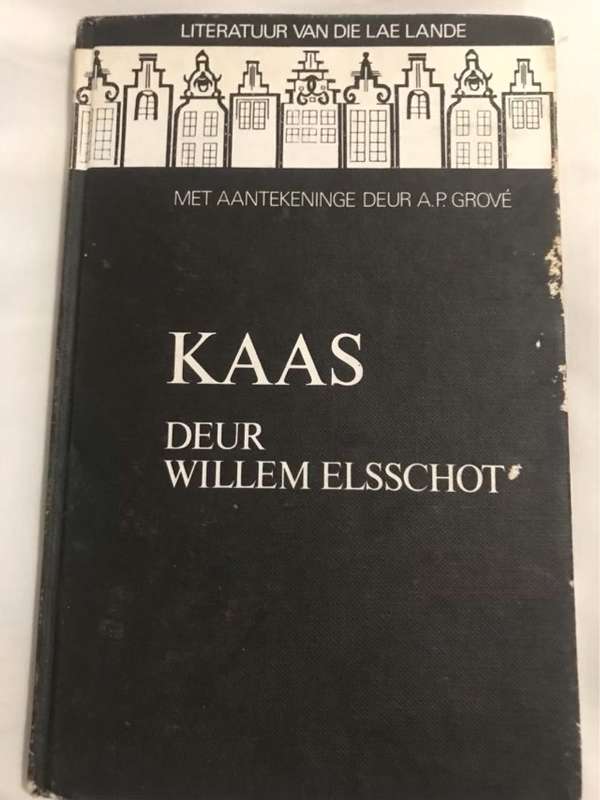 LITERATUUR VAN DIE LAE LANDE
MET AANTEKENINGE DEUR A.P. GROVÉ
KAAS
DEUR
WILLEM ELSSCHOT